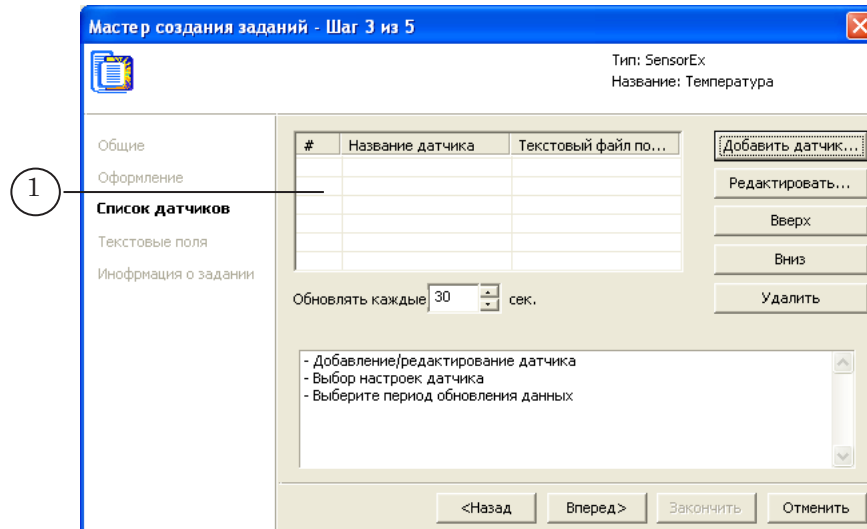 Мастер создания заданий - Шаг 3 из 5
Тип: SensorEx
Название: Температура
Общие
Оформление
Список датчиков
Текстовые поля
Инофрмация о задании
1
# Название датчика Текстовый файл по...
Добавить датчик...
Редактировать...
Вверх
Вниз
Удалить
Обновлять каждые 30 сек.
- Добавление/редактирование датчика
- Выбор настроек датчика
- Выберите период обновления данных
<Назад Вперед> Закончить Отменить